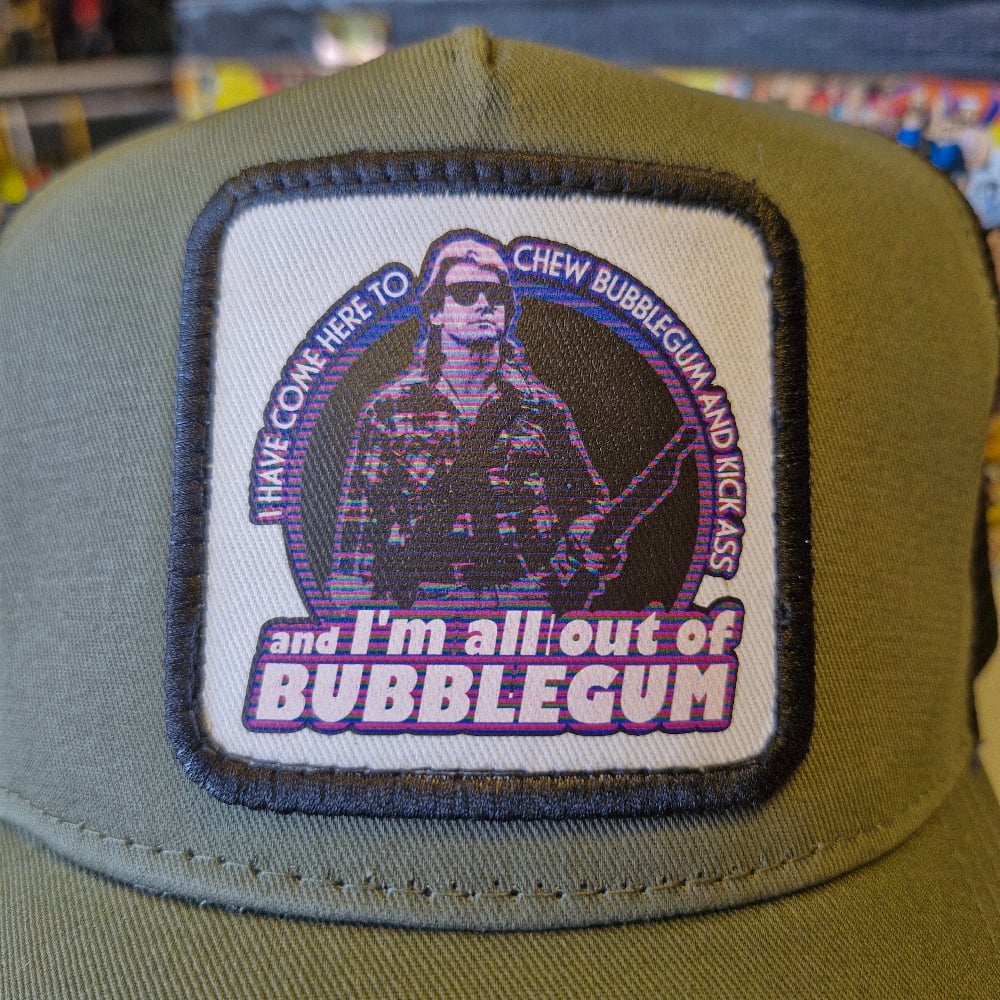 I HAVE COME HERE TO
CHEW BUBBLEGUM AND KICK ASS
and I'm all out of
BUBBLEGUM